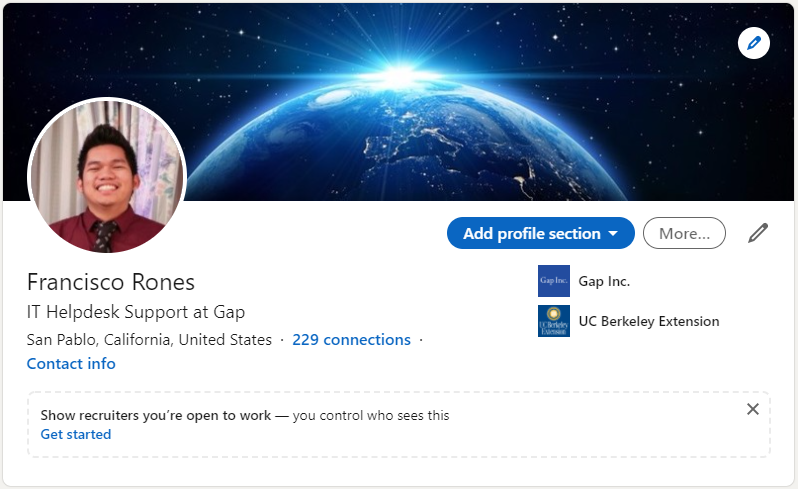 Add profile section
More...
Francisco Rones
IT Helpdesk Support at Gap
San Pablo, California, United States · 229 connections ·
Contact info
Gap Inc.
Gap Inc.
UC Berkeley
Extension
UC Berkeley Extension
Show recruiters you're open to work — you control who sees this
Get started